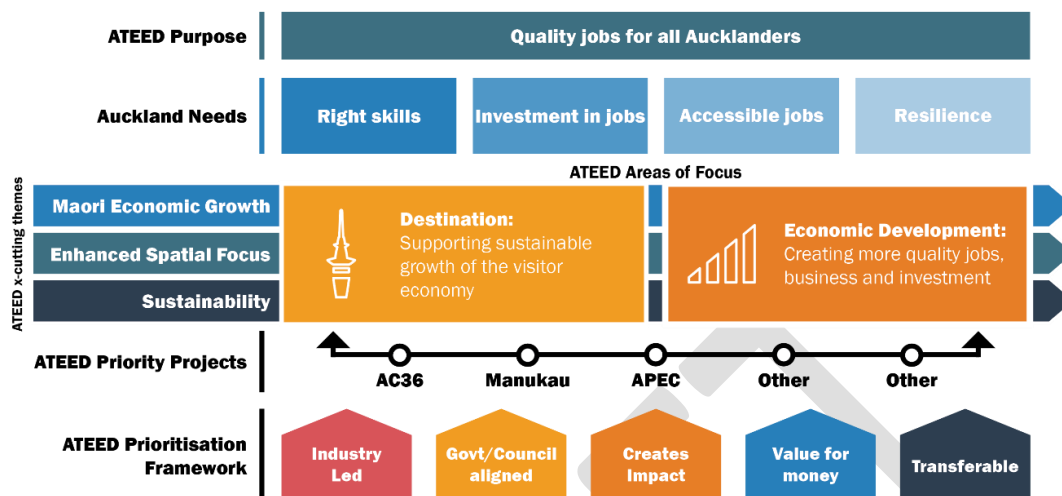 ATEED Purpose
Quality jobs for all Aucklanders
Auckland Needs
Right skills
Investment in jobs
Accessible jobs
Resilience
ATEED Areas of Focus
ATEED x-cutting themes
Maori Economic Growth
Enhanced Spatial Focus
Sustainability
Destination:
Supporting sustainable
growth of the visitor
economy
Economic Development:
Creating more quality jobs,
business and investment
ATEED Priority Projects
AC36
Manukau
APEC
Other
Other
ATEED Prioritisation
Framework
Industry
Led
Govt/Council
aligned
Creates
Impact
Value for
money
Transferable